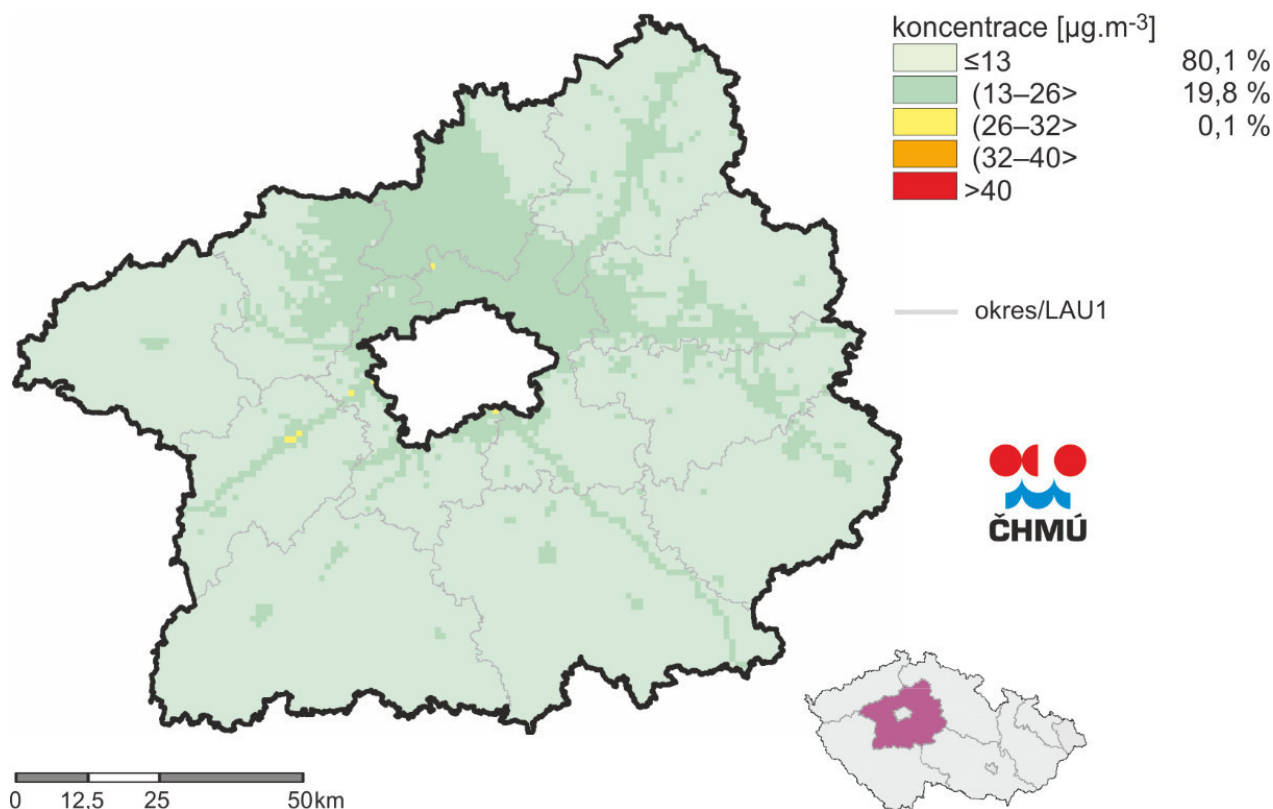 koncentrace [µg.m-3]
≤13 80,1 %
(13–26> 19,8 %
(26–32> 0,1 %
(32–40>
>40
okres/LAU1
ČHMÚ
0 12,5 25 50km